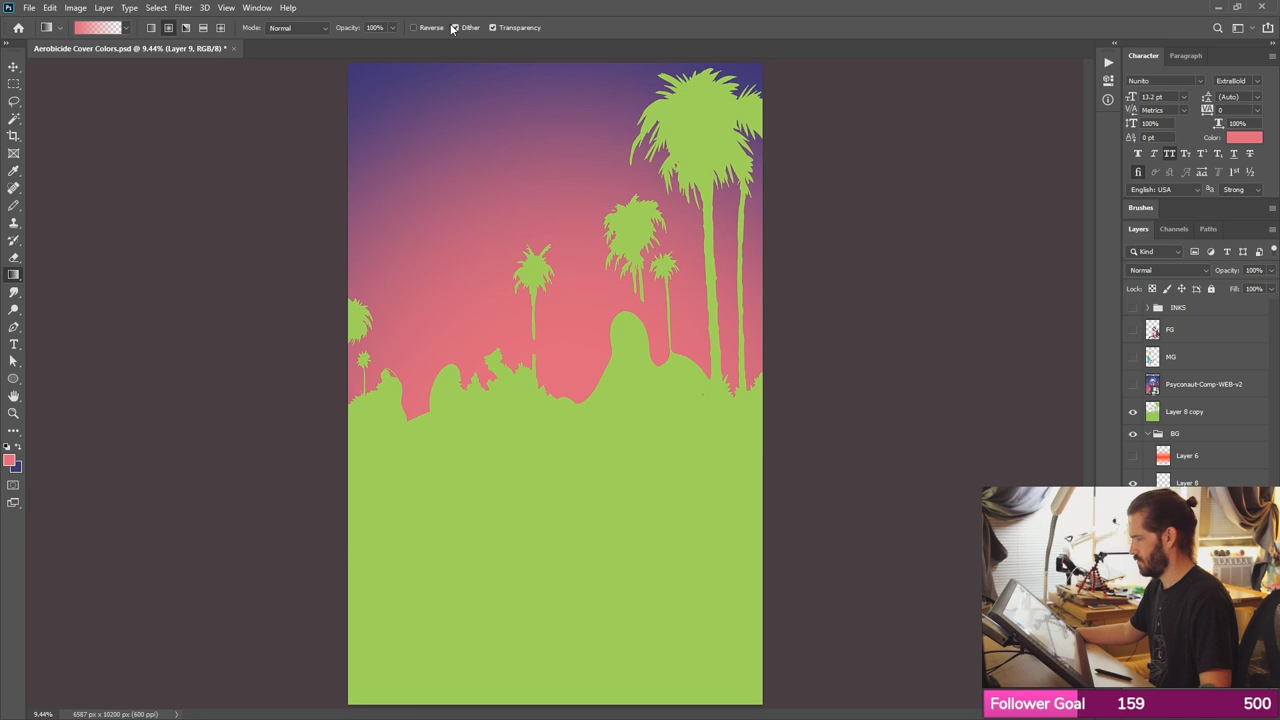 Ps File Edit Image Layer Type Select Filter 3D View Window Help
Mode: Normal Opacity: 100% Reverse Dither Transparency
Aerobicide Cover Colors.psd @ 9.44% (Layer 9, RGB/8) *
Character Paragraph
Nunito ExtraBold
13.2 pt (Auto)
Metrics 0
100% 100%
0 pt Color:
English: USA Strong
Brushes
Layers Channels Paths
Kind
Normal Opacity: 100%
Lock: Fill: 100%
INKS
FG
MG
Psyconaut-Comp-WEB-v2
Layer 8 copy
BG
Layer 6
Layer 8
9.44% 6587 px x 10200 px (600 ppi)
Follower Goal 159 500